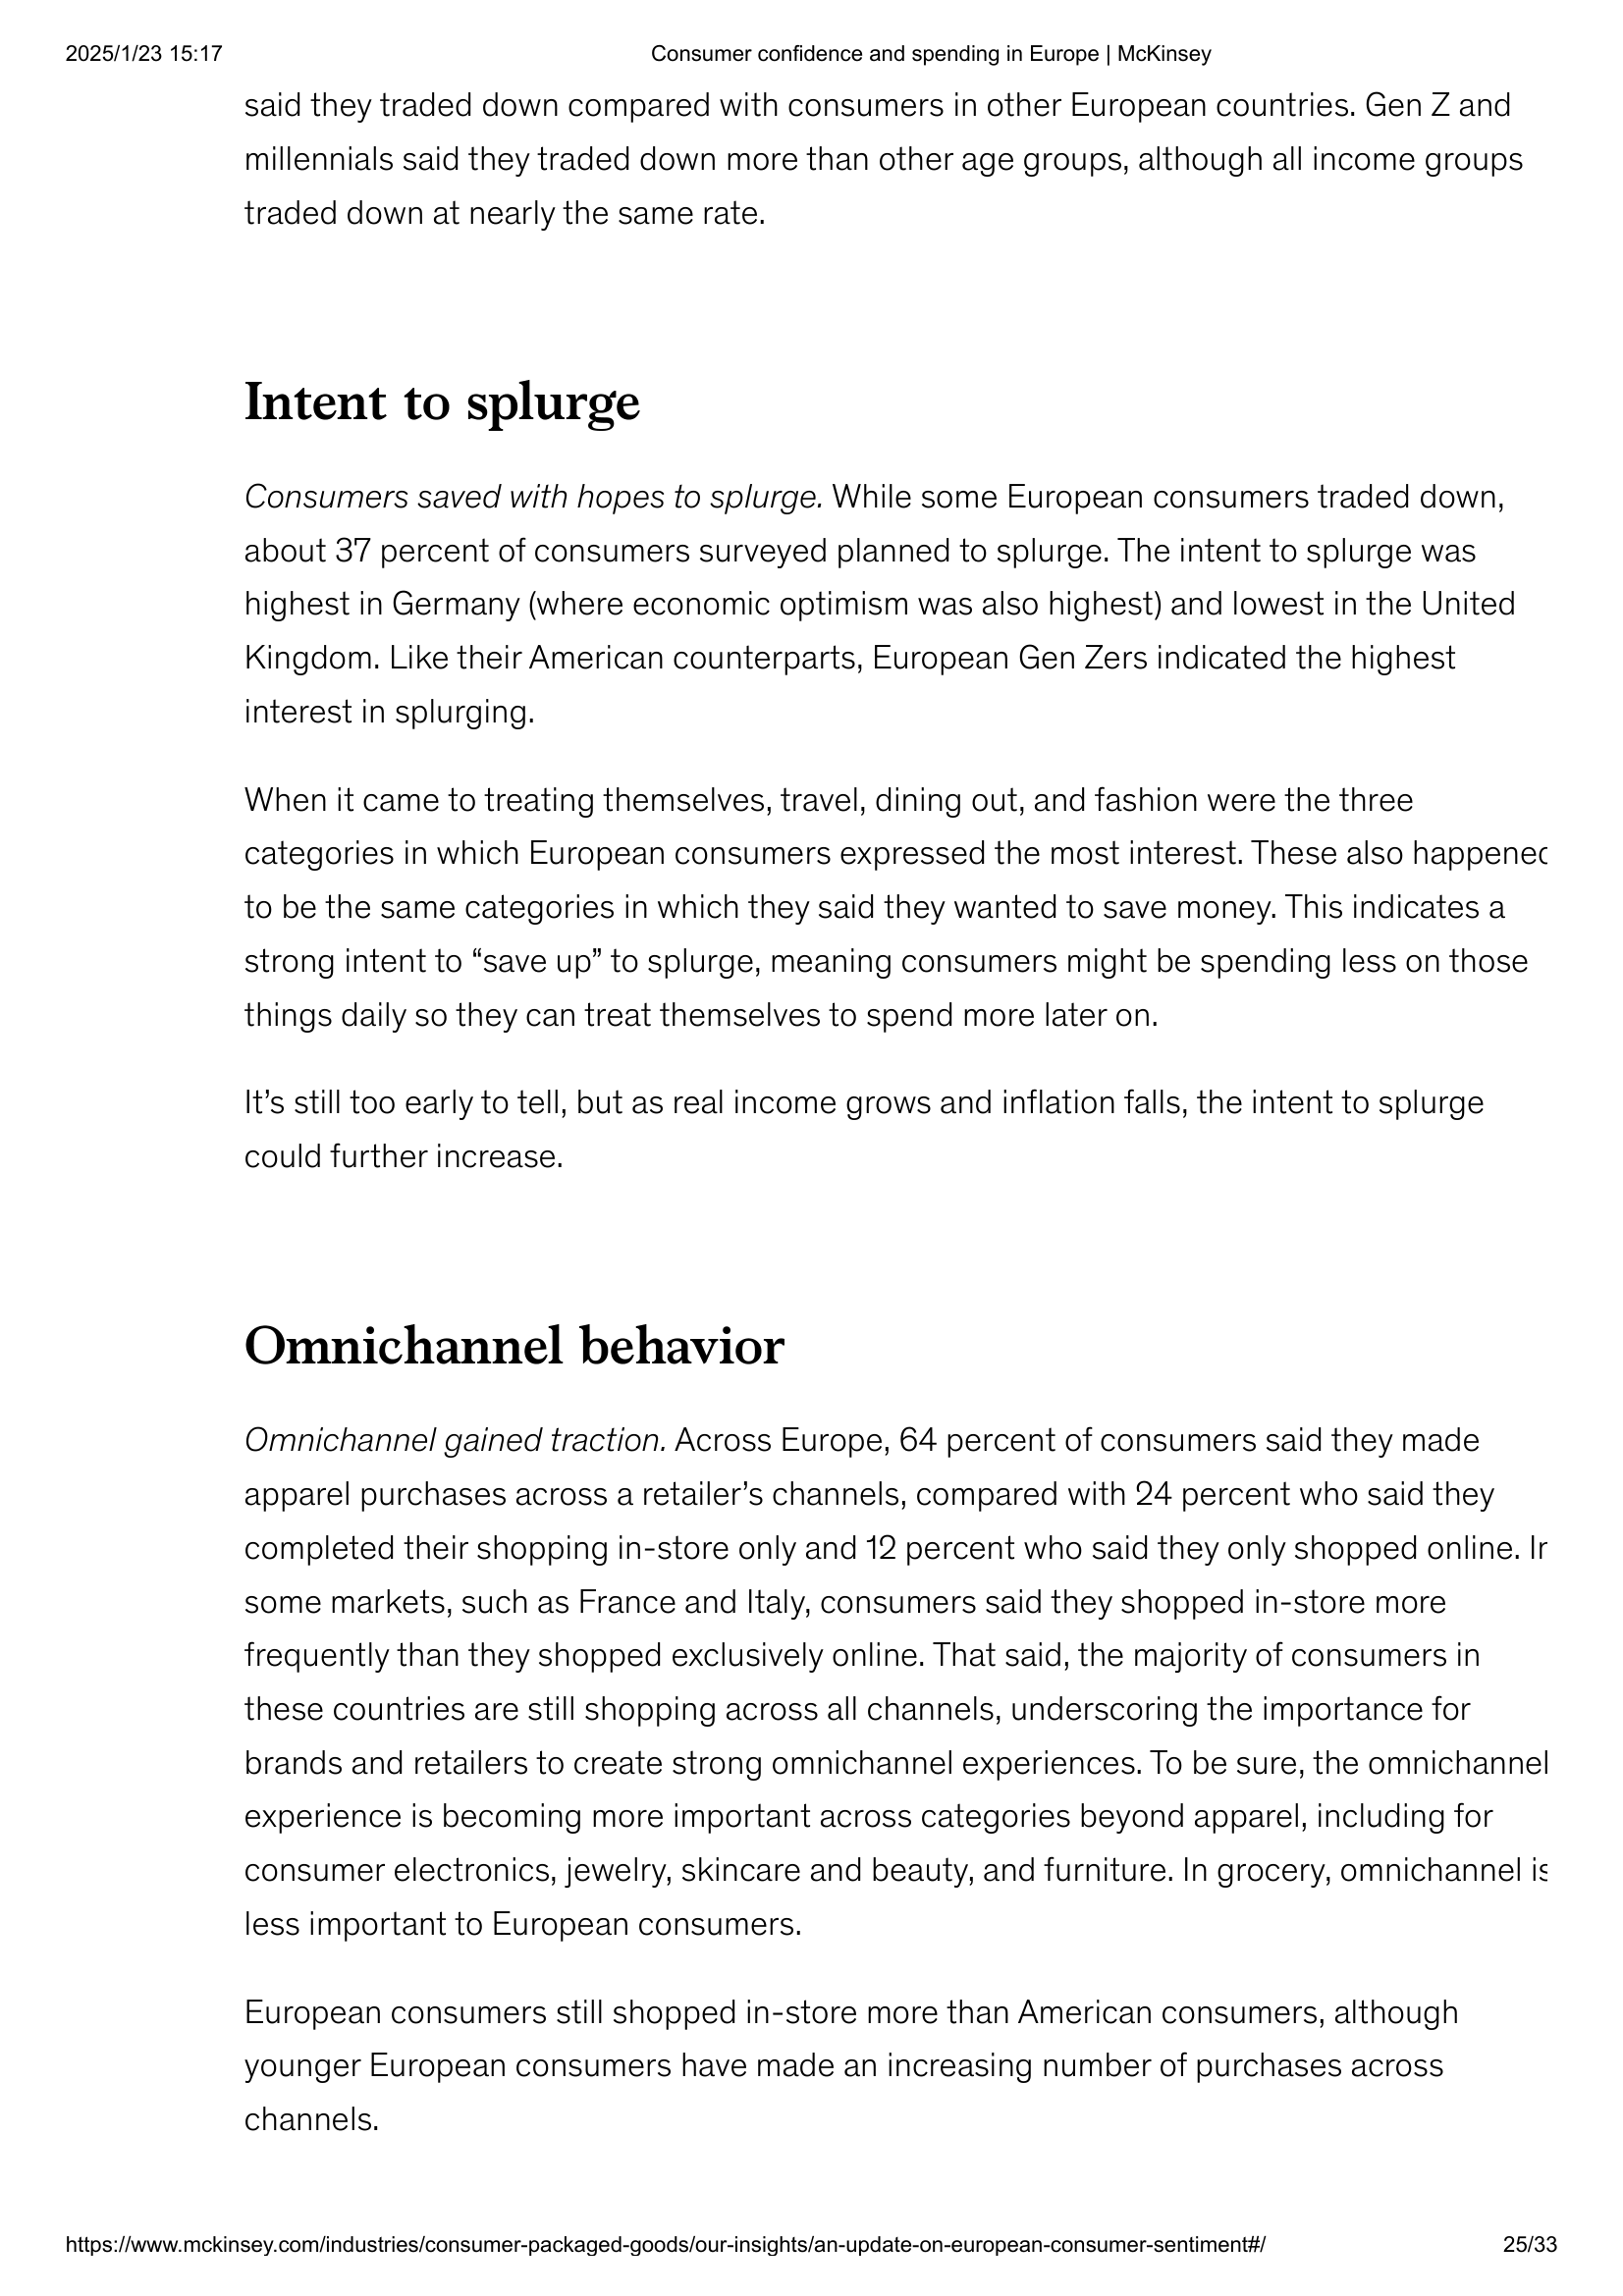 2025/1/23 15:17
Consumer confidence and spending in Europe | McKinsey
said they traded down compared with consumers in other European countries. Gen Z and
millennials said they traded down more than other age groups, although all income groups
traded down at nearly the same rate.
Intent to splurge
Consumers saved with hopes to splurge. While some European consumers traded down,
about 37 percent of consumers surveyed planned to splurge. The intent to splurge was
highest in Germany (where economic optimism was also highest) and lowest in the United
Kingdom. Like their American counterparts, European Gen Zers indicated the highest
interest in splurging.
When it came to treating themselves, travel, dining out, and fashion were the three
categories in which European consumers expressed the most interest. These also happened
to be the same categories in which they said they wanted to save money. This indicates a
strong intent to “save up” to splurge, meaning consumers might be spending less on those
things daily so they can treat themselves to spend more later on.
It’s still too early to tell, but as real income grows and inflation falls, the intent to splurge
could further increase.
Omnichannel behavior
Omnichannel gained traction. Across Europe, 64 percent of consumers said they made
apparel purchases across a retailer’s channels, compared with 24 percent who said they
completed their shopping in-store only and 12 percent who said they only shopped online. In
some markets, such as France and Italy, consumers said they shopped in-store more
frequently than they shopped exclusively online. That said, the majority of consumers in
these countries are still shopping across all channels, underscoring the importance for
brands and retailers to create strong omnichannel experiences. To be sure, the omnichannel
experience is becoming more important across categories beyond apparel, including for
consumer electronics, jewelry, skincare and beauty, and furniture. In grocery, omnichannel is
less important to European consumers.
European consumers still shopped in-store more than American consumers, although
younger European consumers have made an increasing number of purchases across
channels.
https://www.mckinsey.com/industries/consumer-packaged-goods/our-insights/an-update-on-european-consumer-sentiment#/
25/33